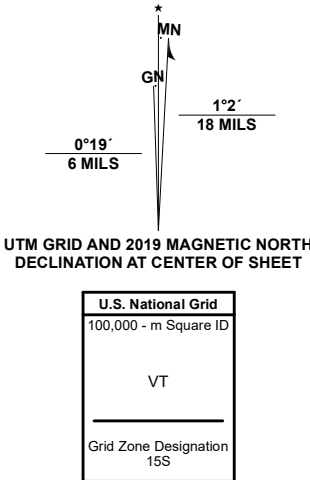 ★
MN
GN
1°2´
18 MILS
0°19´
6 MILS
UTM GRID AND 2019 MAGNETIC NORTH
DECLINATION AT CENTER OF SHEET
U.S. National Grid
100,000 - m Square ID
VT
Grid Zone Designation
15S